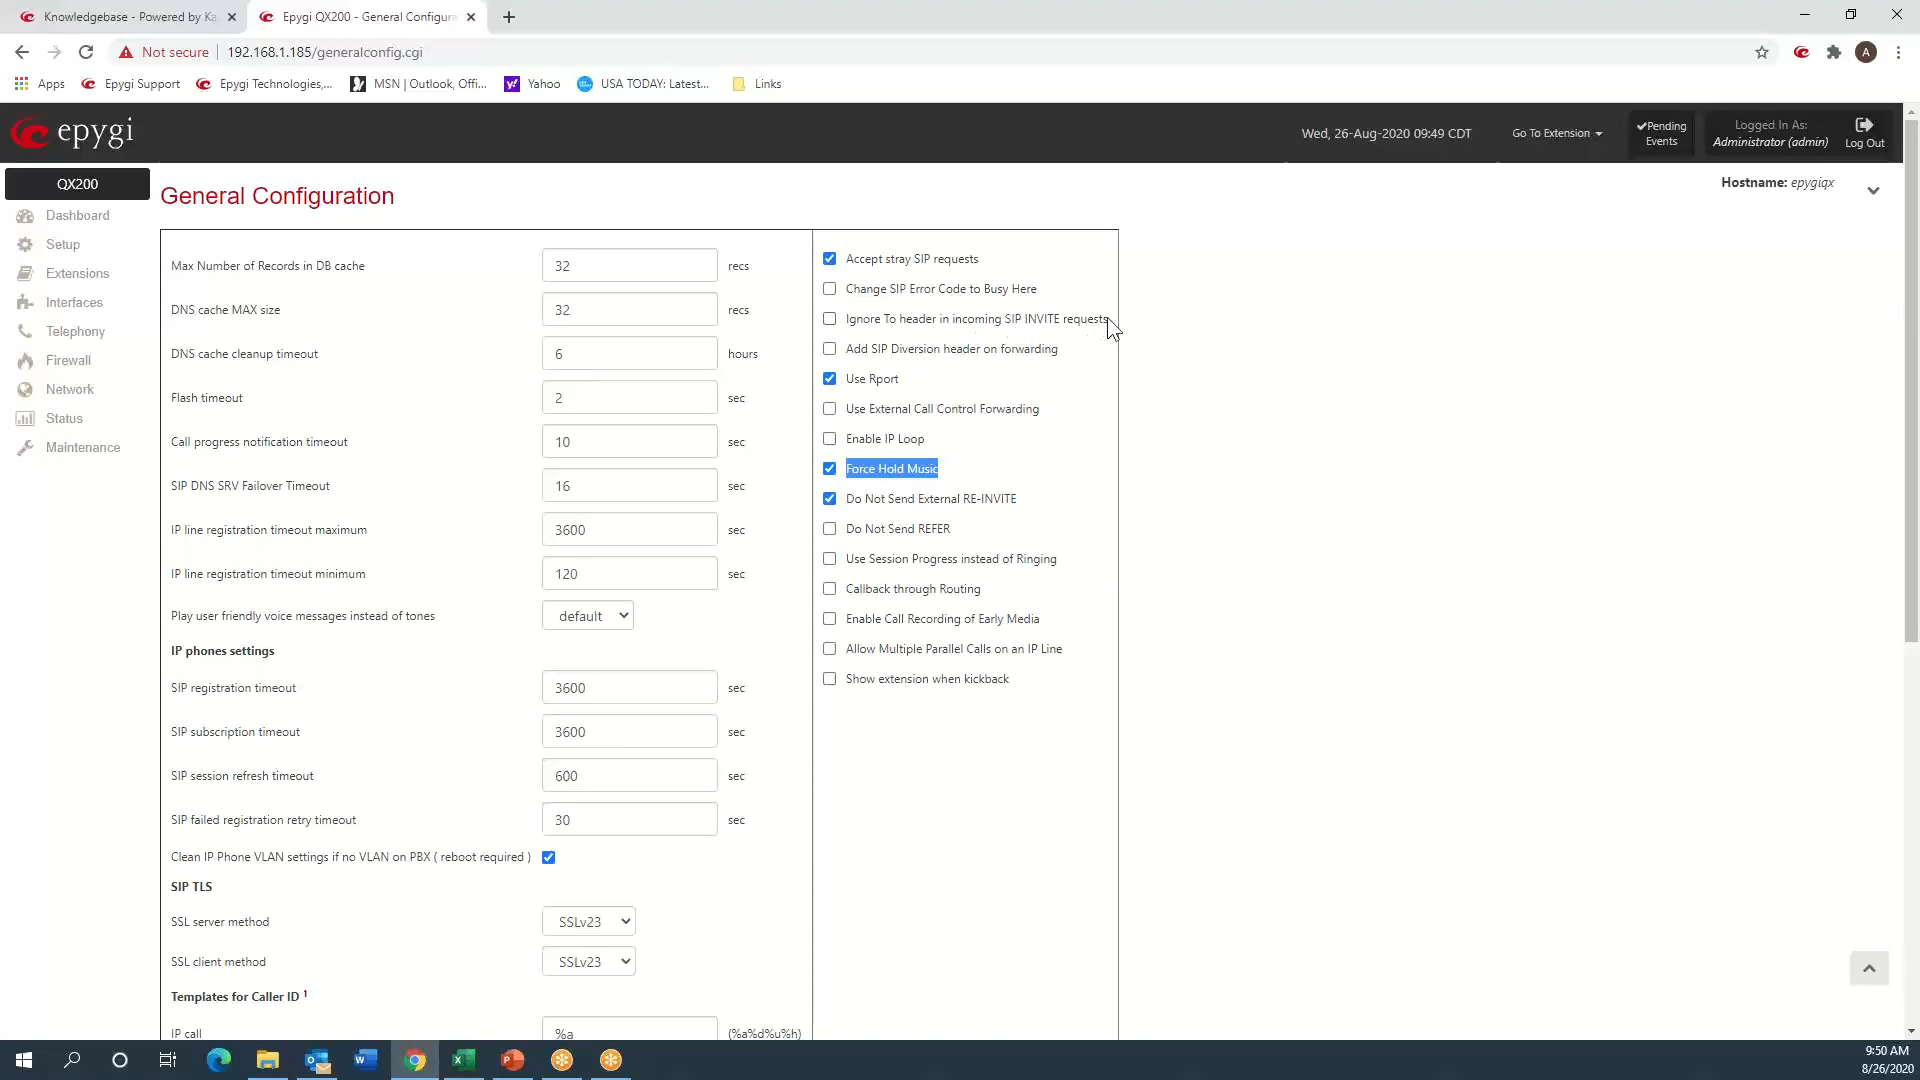 Knowledgebase - Powered by Ka
Epygi QX200 - General Configura
Not secure
192.168.1.185/generalconfig.cgi
A
Apps
Epygi Support
Epygi Technologies,...
MSN | Outlook, Offi...
Yahoo
USA TODAY: Latest...
Links
epygi
Wed, 26-Aug-2020 09:49 CDT
Go To Extension
Pending
Events
Logged In As:
Administrator (admin)
Log Out
Hostname: epygiqx
QX200
Dashboard
Setup
Extensions
Interfaces
Telephony
Firewall
Network
Status
Maintenance
General Configuration
Max Number of Records in DB cache 32 recs
DNS cache MAX size 32 recs
DNS cache cleanup timeout 6 hours
Flash timeout 2 sec
Call progress notification timeout 10 sec
SIP DNS SRV Failover Timeout 16 sec
IP line registration timeout maximum 3600 sec
IP line registration timeout minimum 120 sec
Play user friendly voice messages instead of tones default
IP phones settings
SIP registration timeout 3600 sec
SIP subscription timeout 3600 sec
SIP session refresh timeout 600 sec
SIP failed registration retry timeout 30 sec
Clean IP Phone VLAN settings if no VLAN on PBX ( reboot required )
SIP TLS
SSL server method SSLv23
SSL client method SSLv23
Templates for Caller ID 1
IP call %a (%a%d%u%h)
Accept stray SIP requests
Change SIP Error Code to Busy Here
Ignore To header in incoming SIP INVITE requests
Add SIP Diversion header on forwarding
Use Rport
Use External Call Control Forwarding
Enable IP Loop
Force Hold Music
Do Not Send External RE-INVITE
Do Not Send REFER
Use Session Progress instead of Ringing
Callback through Routing
Enable Call Recording of Early Media
Allow Multiple Parallel Calls on an IP Line
Show extension when kickback
9:50 AM
8/26/2020